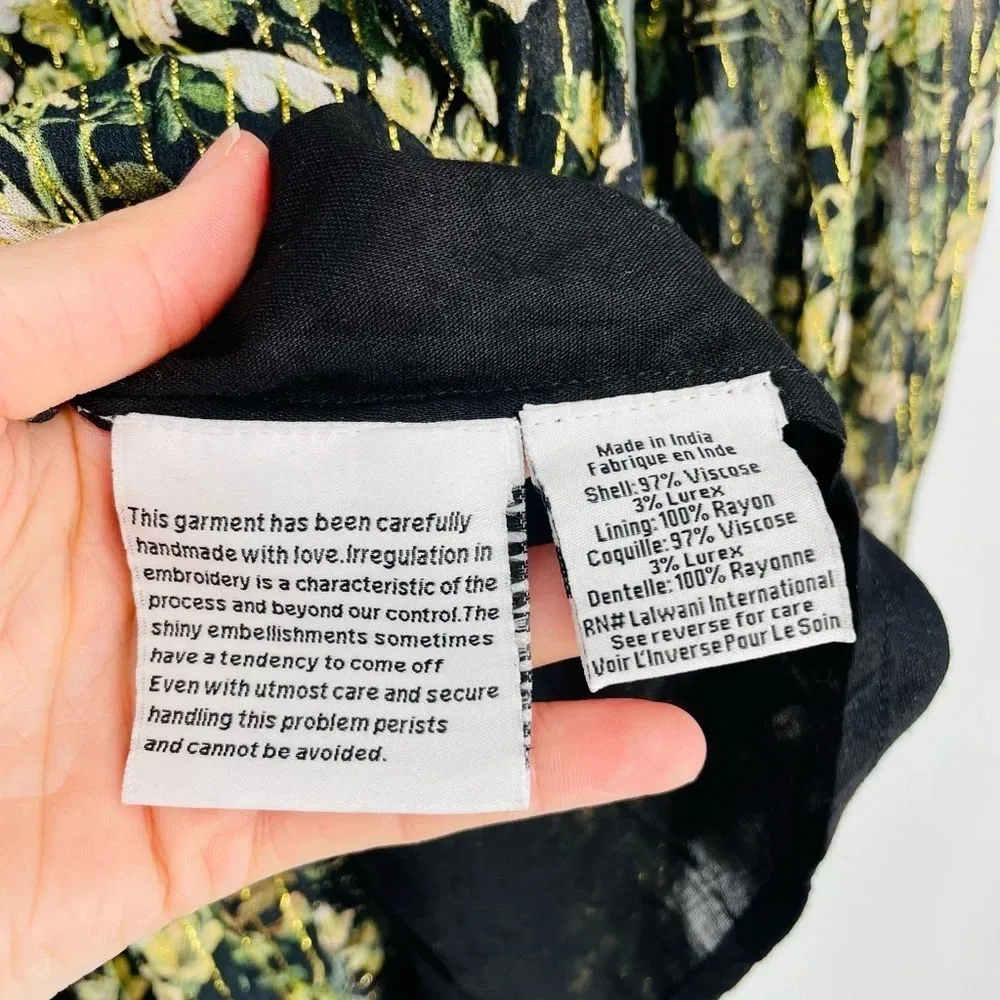 This garment has been carefully
handmade with love.Irregulation in
embroidery is a characteristic of the
process and beyond our control.The
shiny embellishments sometimes
have a tendency to come off
Even with utmost care and secure
handling this problem perists
and cannot be avoided.
Made in India
Fabrique en Inde
Shell:97% Viscose
3% Lurex
Lining:100% Rayon
Coquille:97% Viscose
3% Lurex
Dentelle:100% Rayonne
RN# Lalwani International
See reverse for care
Voir L'Inverse Pour Le Soin